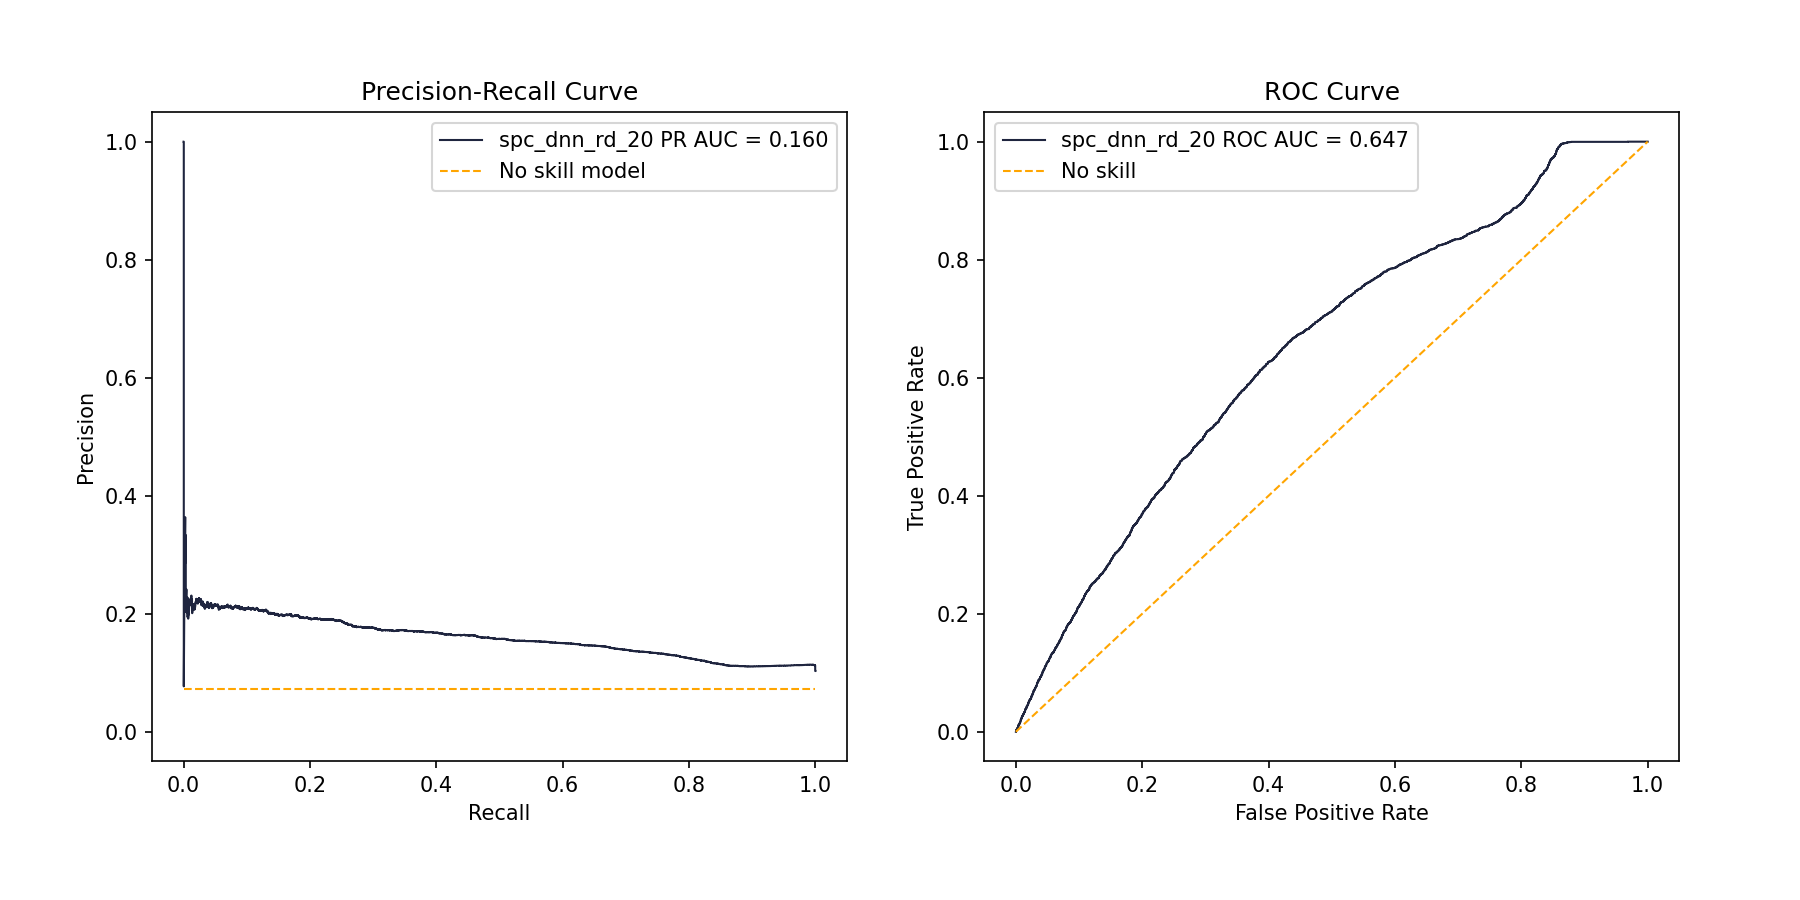 Precision-Recall Curve
spc_dnn_rd_20 PR AUC = 0.160
No skill model
1.0
0.8
0.6
0.4
0.2
0.0
Precision
0.0 0.2 0.4 0.6 0.8 1.0
Recall
ROC Curve
spc_dnn_rd_20 ROC AUC = 0.647
No skill
1.0
0.8
0.6
0.4
0.2
0.0
True Positive Rate
0.0 0.2 0.4 0.6 0.8 1.0
False Positive Rate